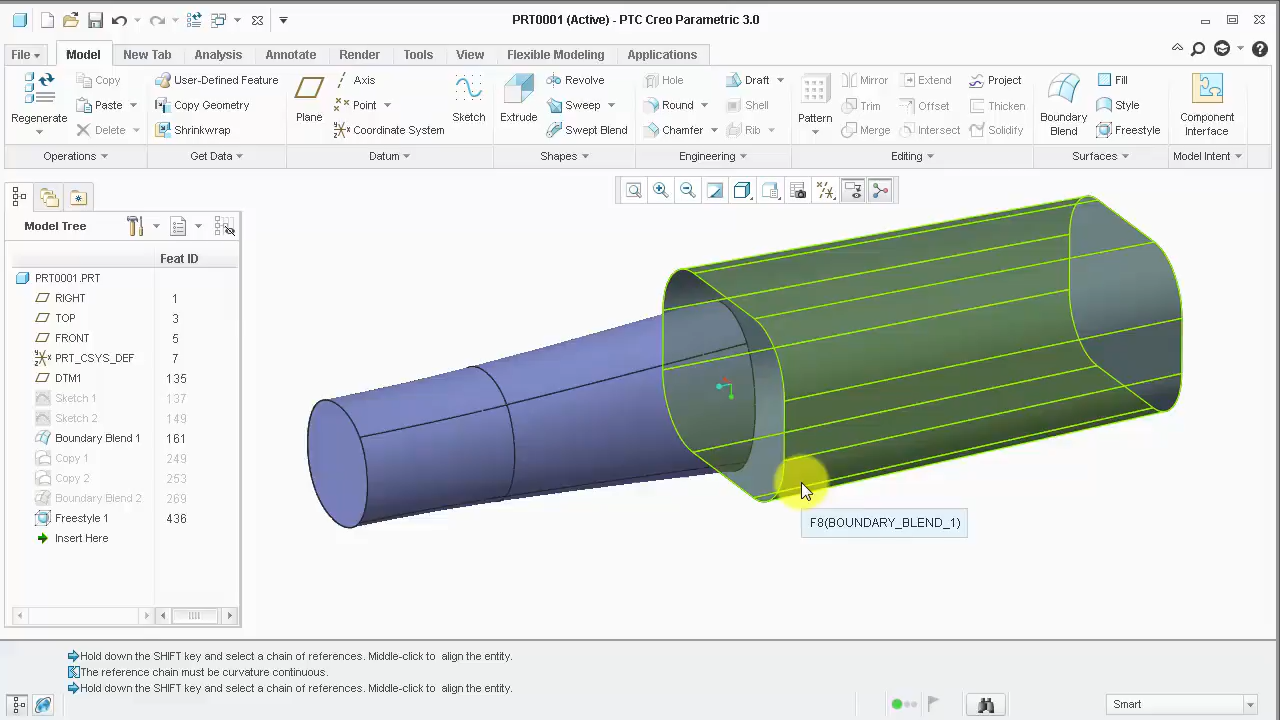 PRT0001 (Active) - PTC Creo Parametric 3.0
File Model New Tab Analysis Annotate Render Tools View Flexible Modeling Applications
Regenerate
Copy
Delete
Operations
User-Defined Feature
Copy Geometry
Shrinkwrap
Get Data
Plane
Axis
Point
Coordinate System
Sketch
Datum
Extrude
Revolve
Sweep
Swept Blend
Shapes
Hole
Round
Chamfer
Draft
Shell
Rib
Engineering
Pattern
Mirror
Trim
Merge
Extend
Offset
Intersect
Project
Thicken
Solidify
Editing
Boundary
Blend
Fill
Style
Freestyle
Surfaces
Component
Interface
Model Intent
Model Tree
Feat ID
PRT0001.PRT
RIGHT 1
TOP 3
FRONT 5
PRT_CSYS_DEF 7
DTM1 135
Sketch 1 137
Sketch 2 149
Boundary Blend 1 161
Copy 1 249
Copy 2 253
Boundary Blend 2 269
Freestyle 1 436
Insert Here
F8(BOUNDARY_BLEND_1)
Hold down the SHIFT key and select a chain of references. Middle-click to align the entity.
The reference chain must be curvature continuous.
Hold down the SHIFT key and select a chain of references. Middle-click to align the entity.
Smart